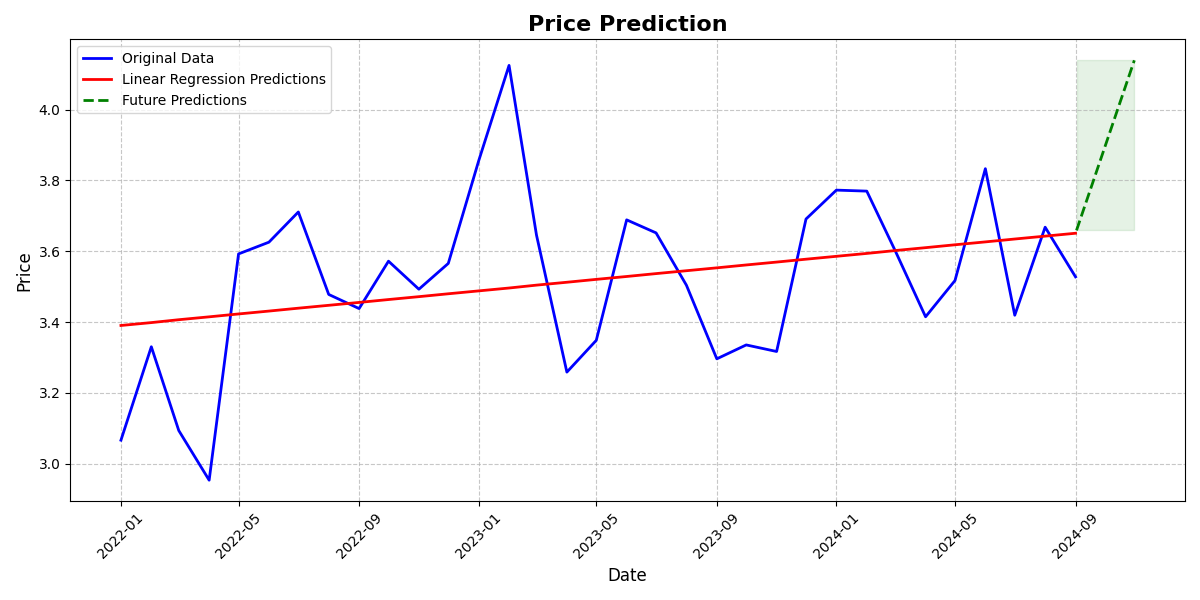 Price Prediction
Original Data
Linear Regression Predictions
Future Predictions
Price
4.0
3.8
3.6
3.4
3.2
3.0
2022-01
2022-05
2022-09
2023-01
2023-05
2023-09
2024-01
2024-05
2024-09
Date